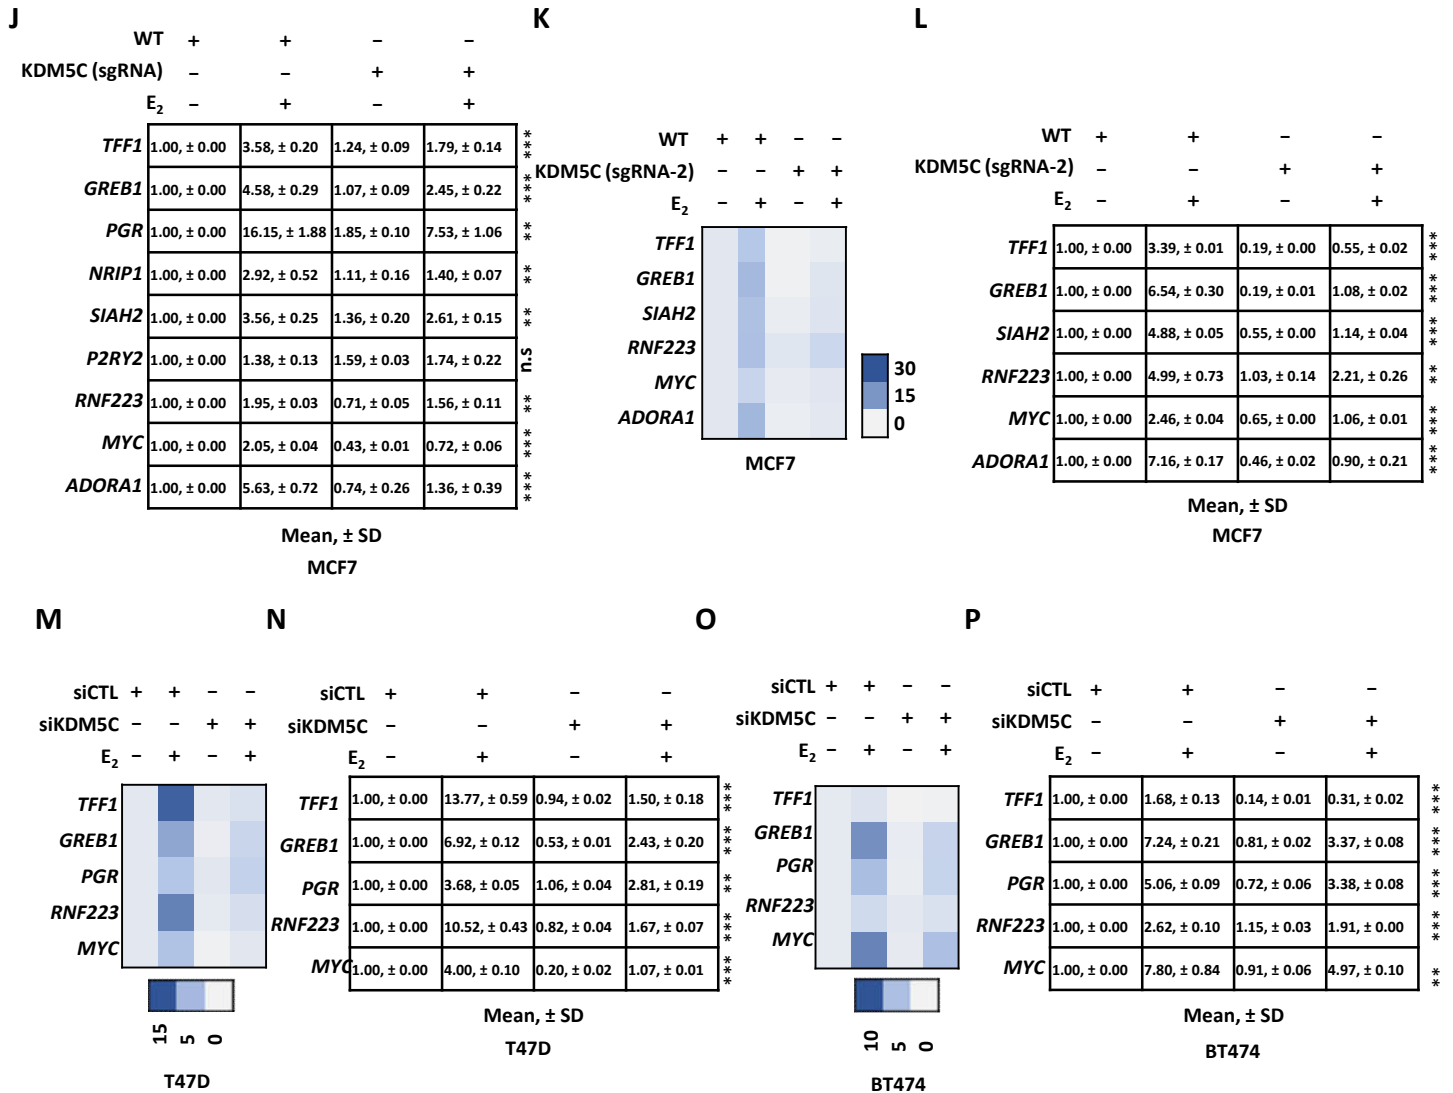 J
WT + + – –
KDM5C (sgRNA) – – + +
E2 – + – +
TFF1 1.00, ± 0.00 3.58, ± 0.20 1.24, ± 0.09 1.79, ± 0.14 ***
GREB1 1.00, ± 0.00 4.58, ± 0.29 1.07, ± 0.09 2.45, ± 0.22 ***
PGR 1.00, ± 0.00 16.15, ± 1.88 1.85, ± 0.10 7.53, ± 1.06 **
NRIP1 1.00, ± 0.00 2.92, ± 0.52 1.11, ± 0.16 1.40, ± 0.07 **
SIAH2 1.00, ± 0.00 3.56, ± 0.25 1.36, ± 0.20 2.61, ± 0.15 **
P2RY2 1.00, ± 0.00 1.38, ± 0.13 1.59, ± 0.03 1.74, ± 0.22 n.s
RNF223 1.00, ± 0.00 1.95, ± 0.03 0.71, ± 0.05 1.56, ± 0.11 **
MYC 1.00, ± 0.00 2.05, ± 0.04 0.43, ± 0.01 0.72, ± 0.06 ***
ADORA1 1.00, ± 0.00 5.63, ± 0.72 0.74, ± 0.26 1.36, ± 0.39 ***
Mean, ± SD
MCF7
K
WT + + – –
KDM5C (sgRNA-2) – – + +
E2 – + – +
TFF1
GREB1
SIAH2
RNF223
MYC
ADORA1
30
15
0
MCF7
L
WT + + – –
KDM5C (sgRNA-2) – – + +
E2 – + – +
TFF1 1.00, ± 0.00 3.39, ± 0.01 0.19, ± 0.00 0.55, ± 0.02 ***
GREB1 1.00, ± 0.00 6.54, ± 0.30 0.19, ± 0.01 1.08, ± 0.02 ***
SIAH2 1.00, ± 0.00 4.88, ± 0.05 0.55, ± 0.00 1.14, ± 0.04 ***
RNF223 1.00, ± 0.00 4.99, ± 0.73 1.03, ± 0.14 2.21, ± 0.26 **
MYC 1.00, ± 0.00 2.46, ± 0.04 0.65, ± 0.00 1.06, ± 0.01 ***
ADORA1 1.00, ± 0.00 7.16, ± 0.17 0.46, ± 0.02 0.90, ± 0.21 ***
Mean, ± SD
MCF7
M
siCTL + + – –
siKDM5C – – + +
E2 – + – +
TFF1
GREB1
PGR
RNF223
MYC
15 5 0
T47D
N
siCTL + + – –
siKDM5C – – + +
E2 – + – +
TFF1 1.00, ± 0.00 13.77, ± 0.59 0.94, ± 0.02 1.50, ± 0.18 ***
GREB1 1.00, ± 0.00 6.92, ± 0.12 0.53, ± 0.01 2.43, ± 0.20 ***
PGR 1.00, ± 0.00 3.68, ± 0.05 1.06, ± 0.04 2.81, ± 0.19 **
RNF223 1.00, ± 0.00 10.52, ± 0.43 0.82, ± 0.04 1.67, ± 0.07 ***
MYC 1.00, ± 0.00 4.00, ± 0.10 0.20, ± 0.02 1.07, ± 0.01 ***
Mean, ± SD
T47D
O
siCTL + + – –
siKDM5C – – + +
E2 – + – +
TFF1
GREB1
PGR
RNF223
MYC
10 5 0
BT474
P
siCTL + + – –
siKDM5C – – + +
E2 – + – +
TFF1 1.00, ± 0.00 1.68, ± 0.13 0.14, ± 0.01 0.31, ± 0.02 ***
GREB1 1.00, ± 0.00 7.24, ± 0.21 0.81, ± 0.02 3.37, ± 0.08 ***
PGR 1.00, ± 0.00 5.06, ± 0.09 0.72, ± 0.06 3.38, ± 0.08 ***
RNF223 1.00, ± 0.00 2.62, ± 0.10 1.15, ± 0.03 1.91, ± 0.00 ***
MYC 1.00, ± 0.00 7.80, ± 0.84 0.91, ± 0.06 4.97, ± 0.10 **
Mean, ± SD
BT474